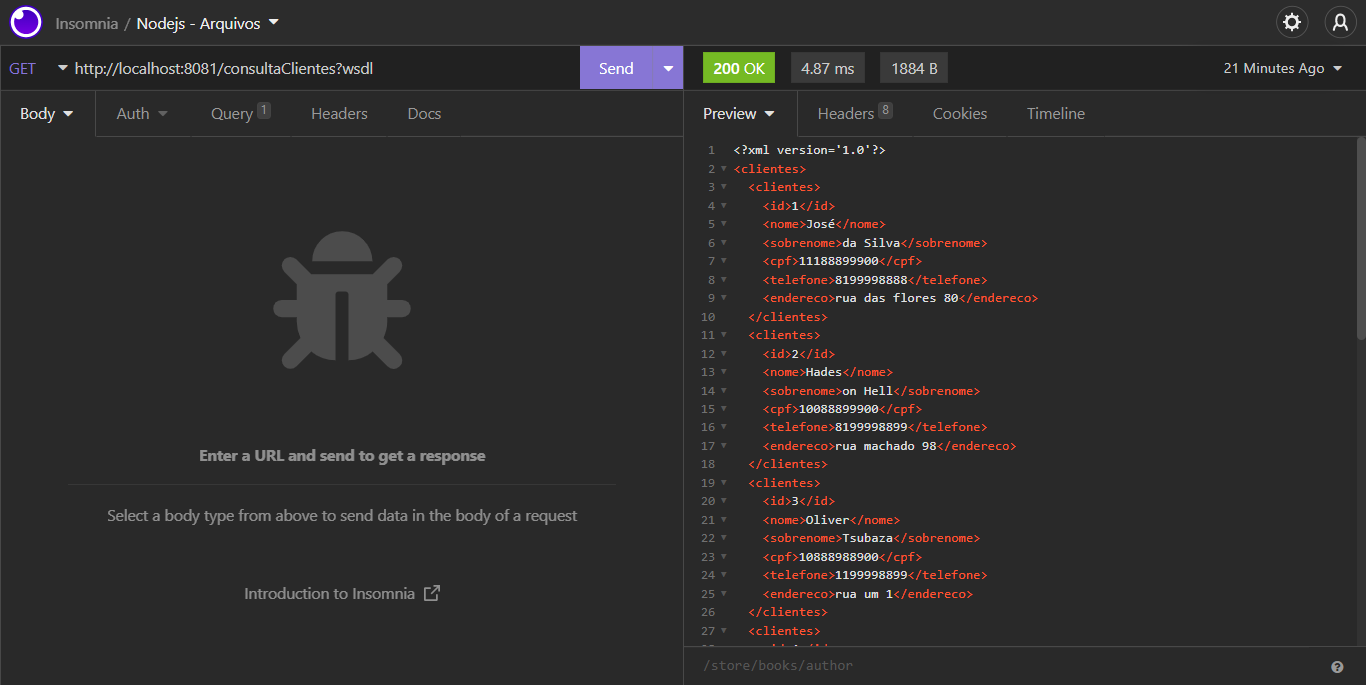 Insomnia / Nodejs - Arquivos
GET http://localhost:8081/consultaClientes?wsdl Send
200 OK 4.87 ms 1884 B 21 Minutes Ago
Body Auth Query 1 Headers Docs
Preview Headers 8 Cookies Timeline
Enter a URL and send to get a response
Select a body type from above to send data in the body of a request
Introduction to Insomnia
1 <?xml version='1.0'?>
2 <clientes>
3 <clientes>
4 <id>1</id>
5 <nome>José</nome>
6 <sobrenome>da Silva</sobrenome>
7 <cpf>11188899900</cpf>
8 <telefone>8199998888</telefone>
9 <endereco>rua das flores 80</endereco>
10 </clientes>
11 <clientes>
12 <id>2</id>
13 <nome>Hades</nome>
14 <sobrenome>on Hell</sobrenome>
15 <cpf>10088899900</cpf>
16 <telefone>8199998899</telefone>
17 <endereco>rua machado 98</endereco>
18 </clientes>
19 <clientes>
20 <id>3</id>
21 <nome>Oliver</nome>
22 <sobrenome>Tsubaza</sobrenome>
23 <cpf>10888988900</cpf>
24 <telefone>1199998899</telefone>
25 <endereco>rua um 1</endereco>
26 </clientes>
27 <clientes>
/store/books/author